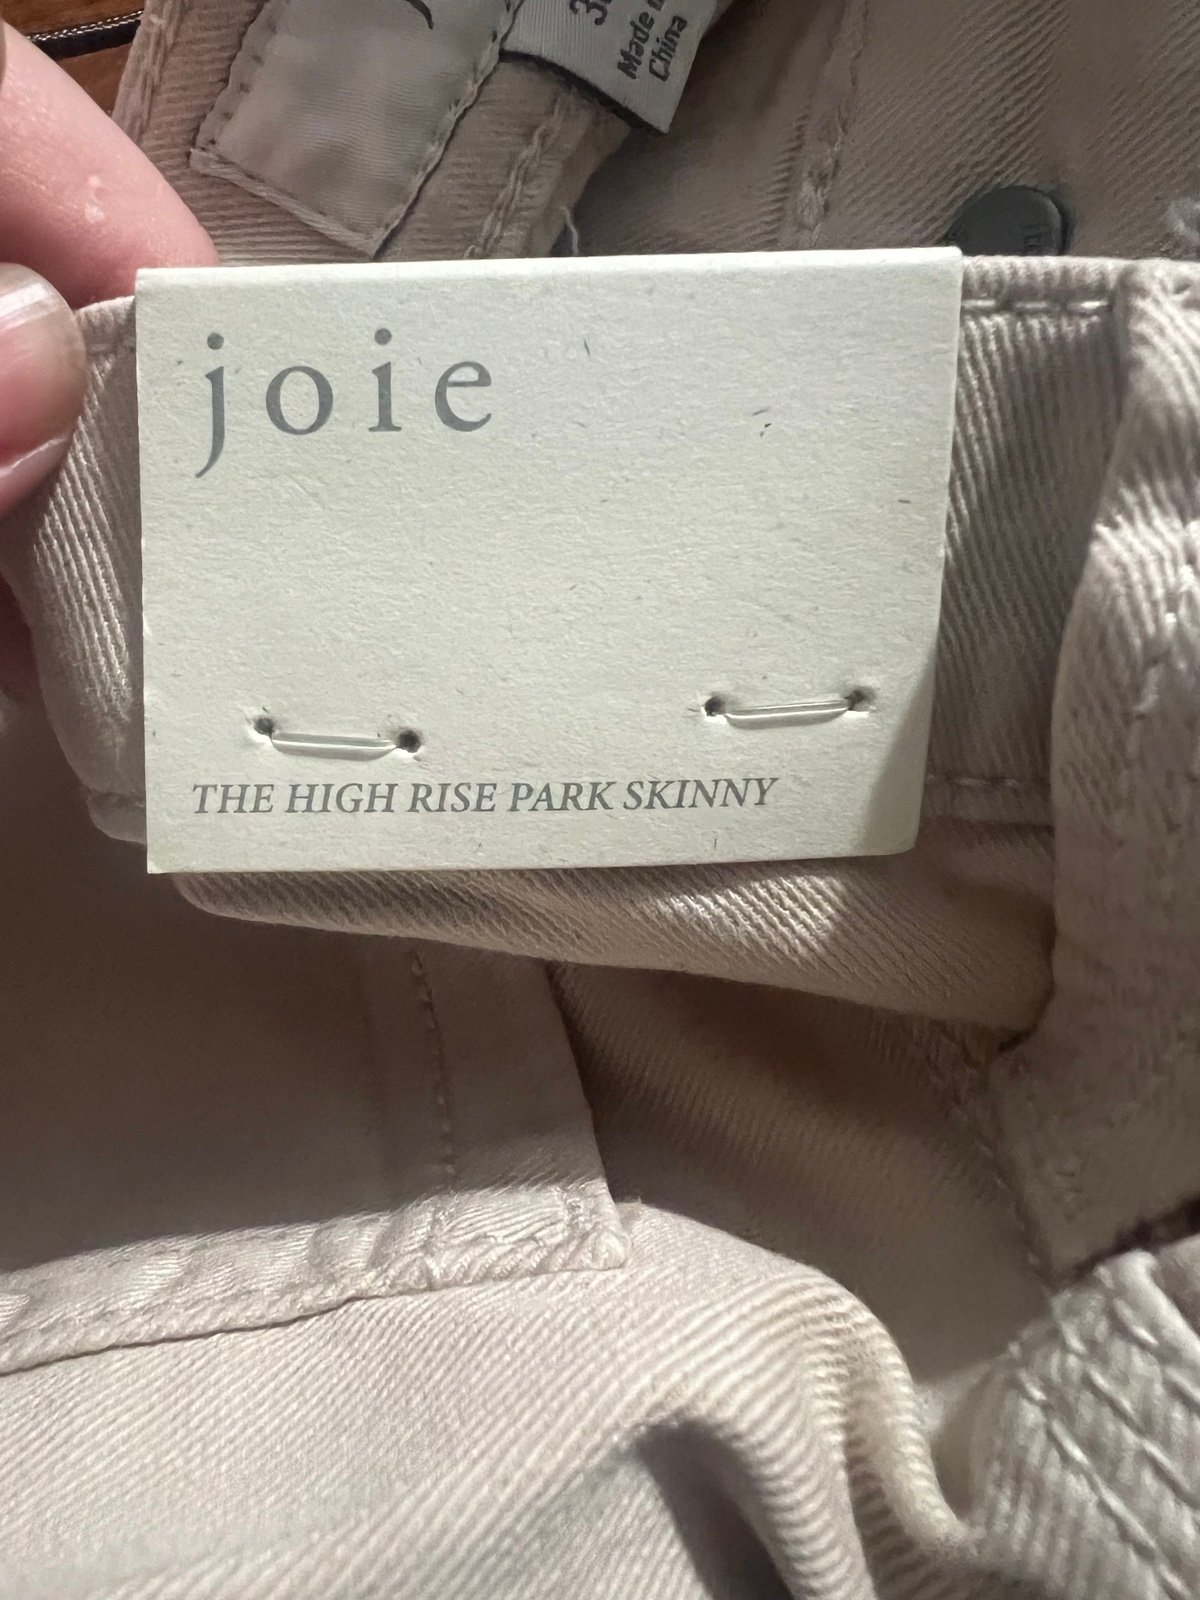 Made in
China
joie
THE HIGH RISE PARK SKINNY